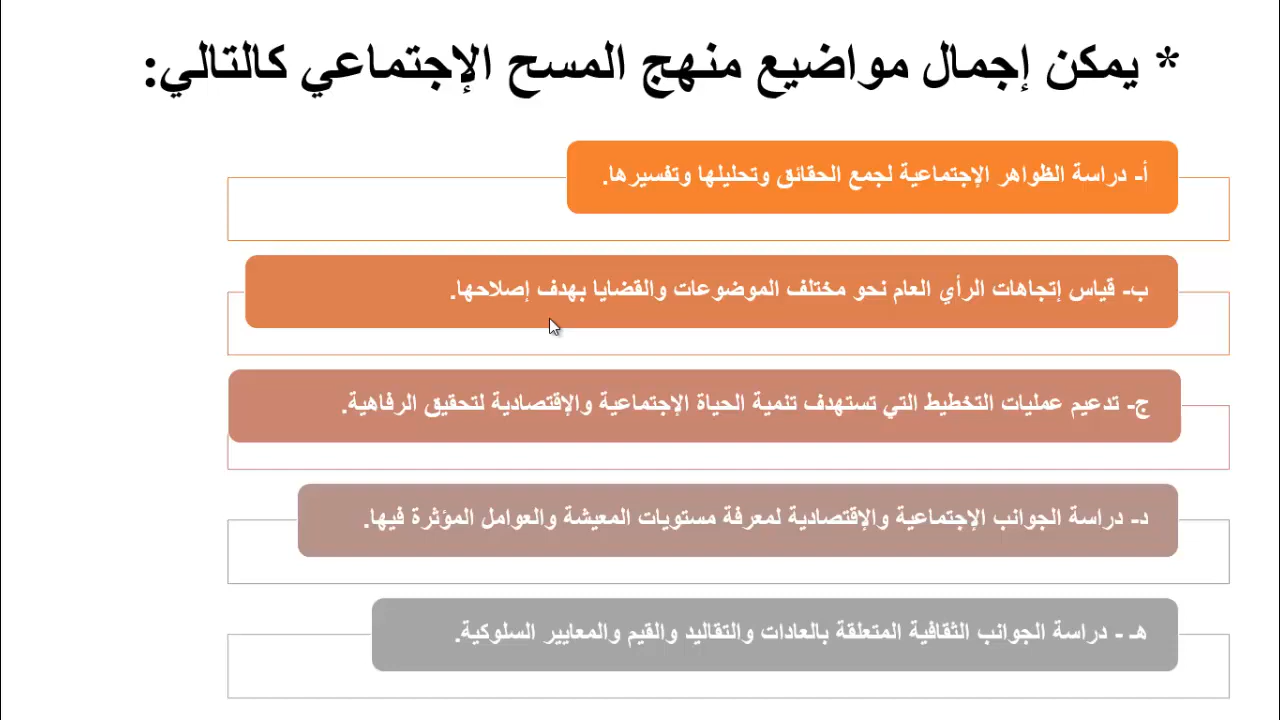 * يمكن إجمال مواضيع منهج المسح الإجتماعي كالتالي:
أ- دراسة الظواهر الإجتماعية لجمع الحقائق وتحليلها وتفسيرها.
ب- قياس إتجاهات الرأي العام نحو مختلف الموضوعات والقضايا بهدف إصلاحها.
ج- تدعيم عمليات التخطيط التي تستهدف تنمية الحياة الإجتماعية والإقتصادية لتحقيق الرفاهية.
د- دراسة الجوانب الإجتماعية والإقتصادية لمعرفة مستويات المعيشة والعوامل المؤثرة فيها.
هـ - دراسة الجوانب الثقافية المتعلقة بالعادات والتقاليد والقيم والمعايير السلوكية.